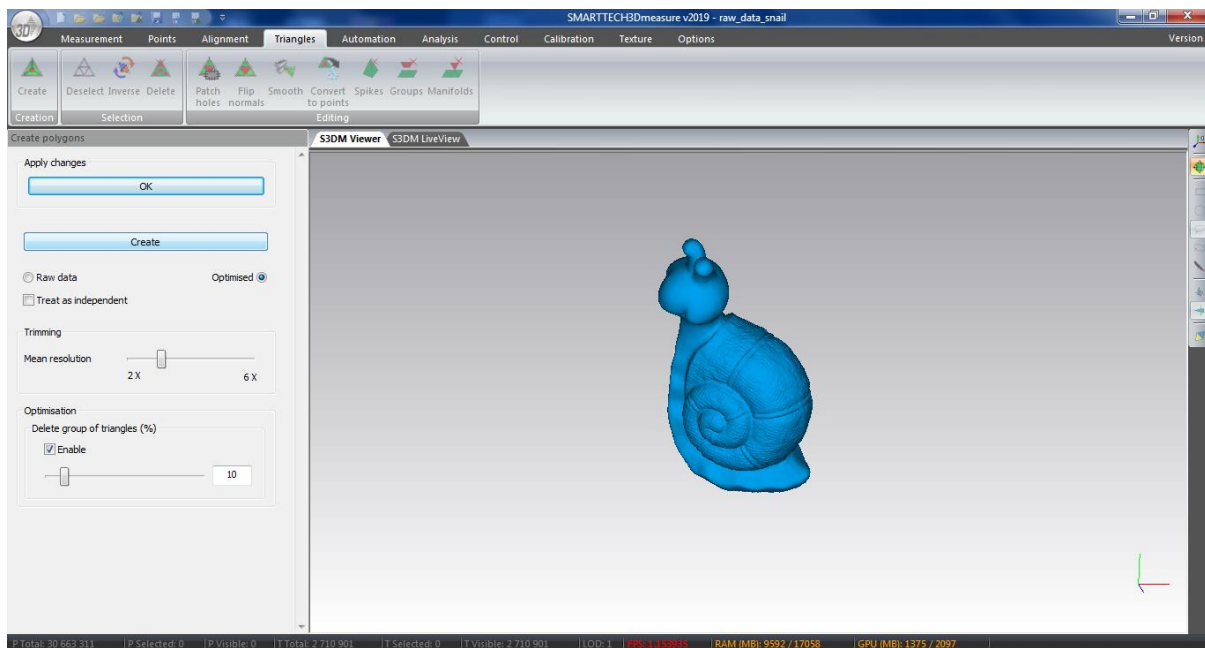 SMARTTECH3Dmeasure v2019 - raw_data_snail
3D
Measurement Points Alignment Triangles Automation Analysis Control Calibration Texture Options Version
Create Deselect Inverse Delete Patch holes Flip normals Smooth Convert to points Spikes Groups Manifolds
Creation Selection Editing
Create polygons
S3DM Viewer S3DM LiveView
Apply changes
OK
Create
Raw data Optimised
Treat as independent
Trimming
Mean resolution
2 X 6 X
Optimisation
Delete group of triangles (%)
Enable
10
P Total: 30 663 311 P Selected: 0 P Visible: 0 T Total: 2 710 901 T Selected: 0 T Visible: 2 710 901 LOD: 1 FPS: 1.153935 RAM (MB): 9592 / 17058 GPU (MB): 1375 / 2097